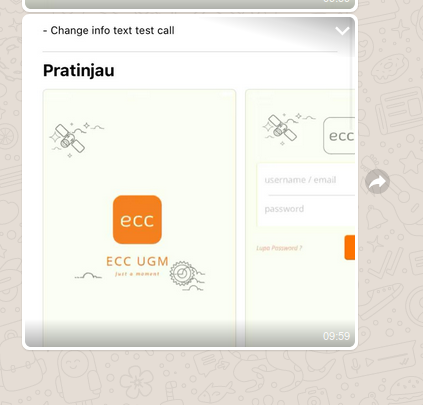 - Change info text test call
Pratinjau
ecc
ECC UGM
just a moment
ecc
username / email
password
Lupa Password ?
09:59